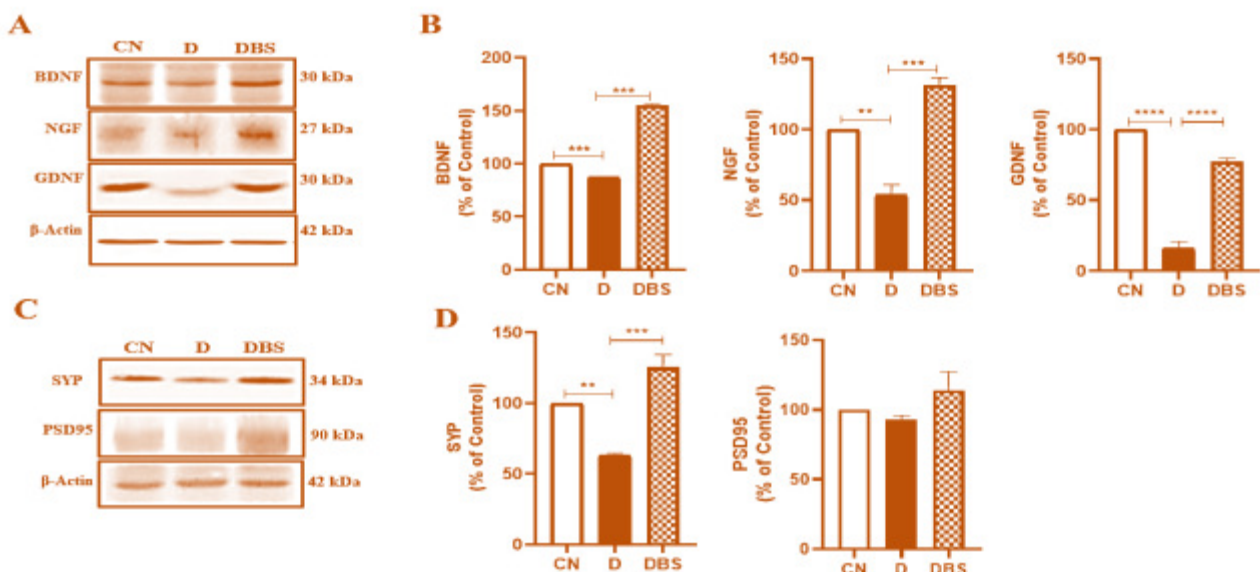 A
CN D DBS
BDNF 30 kDa
NGF 27 kDa
GDNF 30 kDa
β-Actin 42 kDa
B
BDNF
(% of Control)
200
150
100
50
0
***
***
CN D DBS
NGF
(% of Control)
150
100
50
0
**
***
CN D DBS
GDNF
(% of Control)
150
100
50
0
****
****
CN D DBS
C
CN D DBS
SYP 34 kDa
PSD95 90 kDa
β-Actin 42 kDa
D
SYP
(% of Control)
150
100
50
0
**
***
CN D DBS
PSD95
(% of Control)
150
100
50
0
CN D DBS